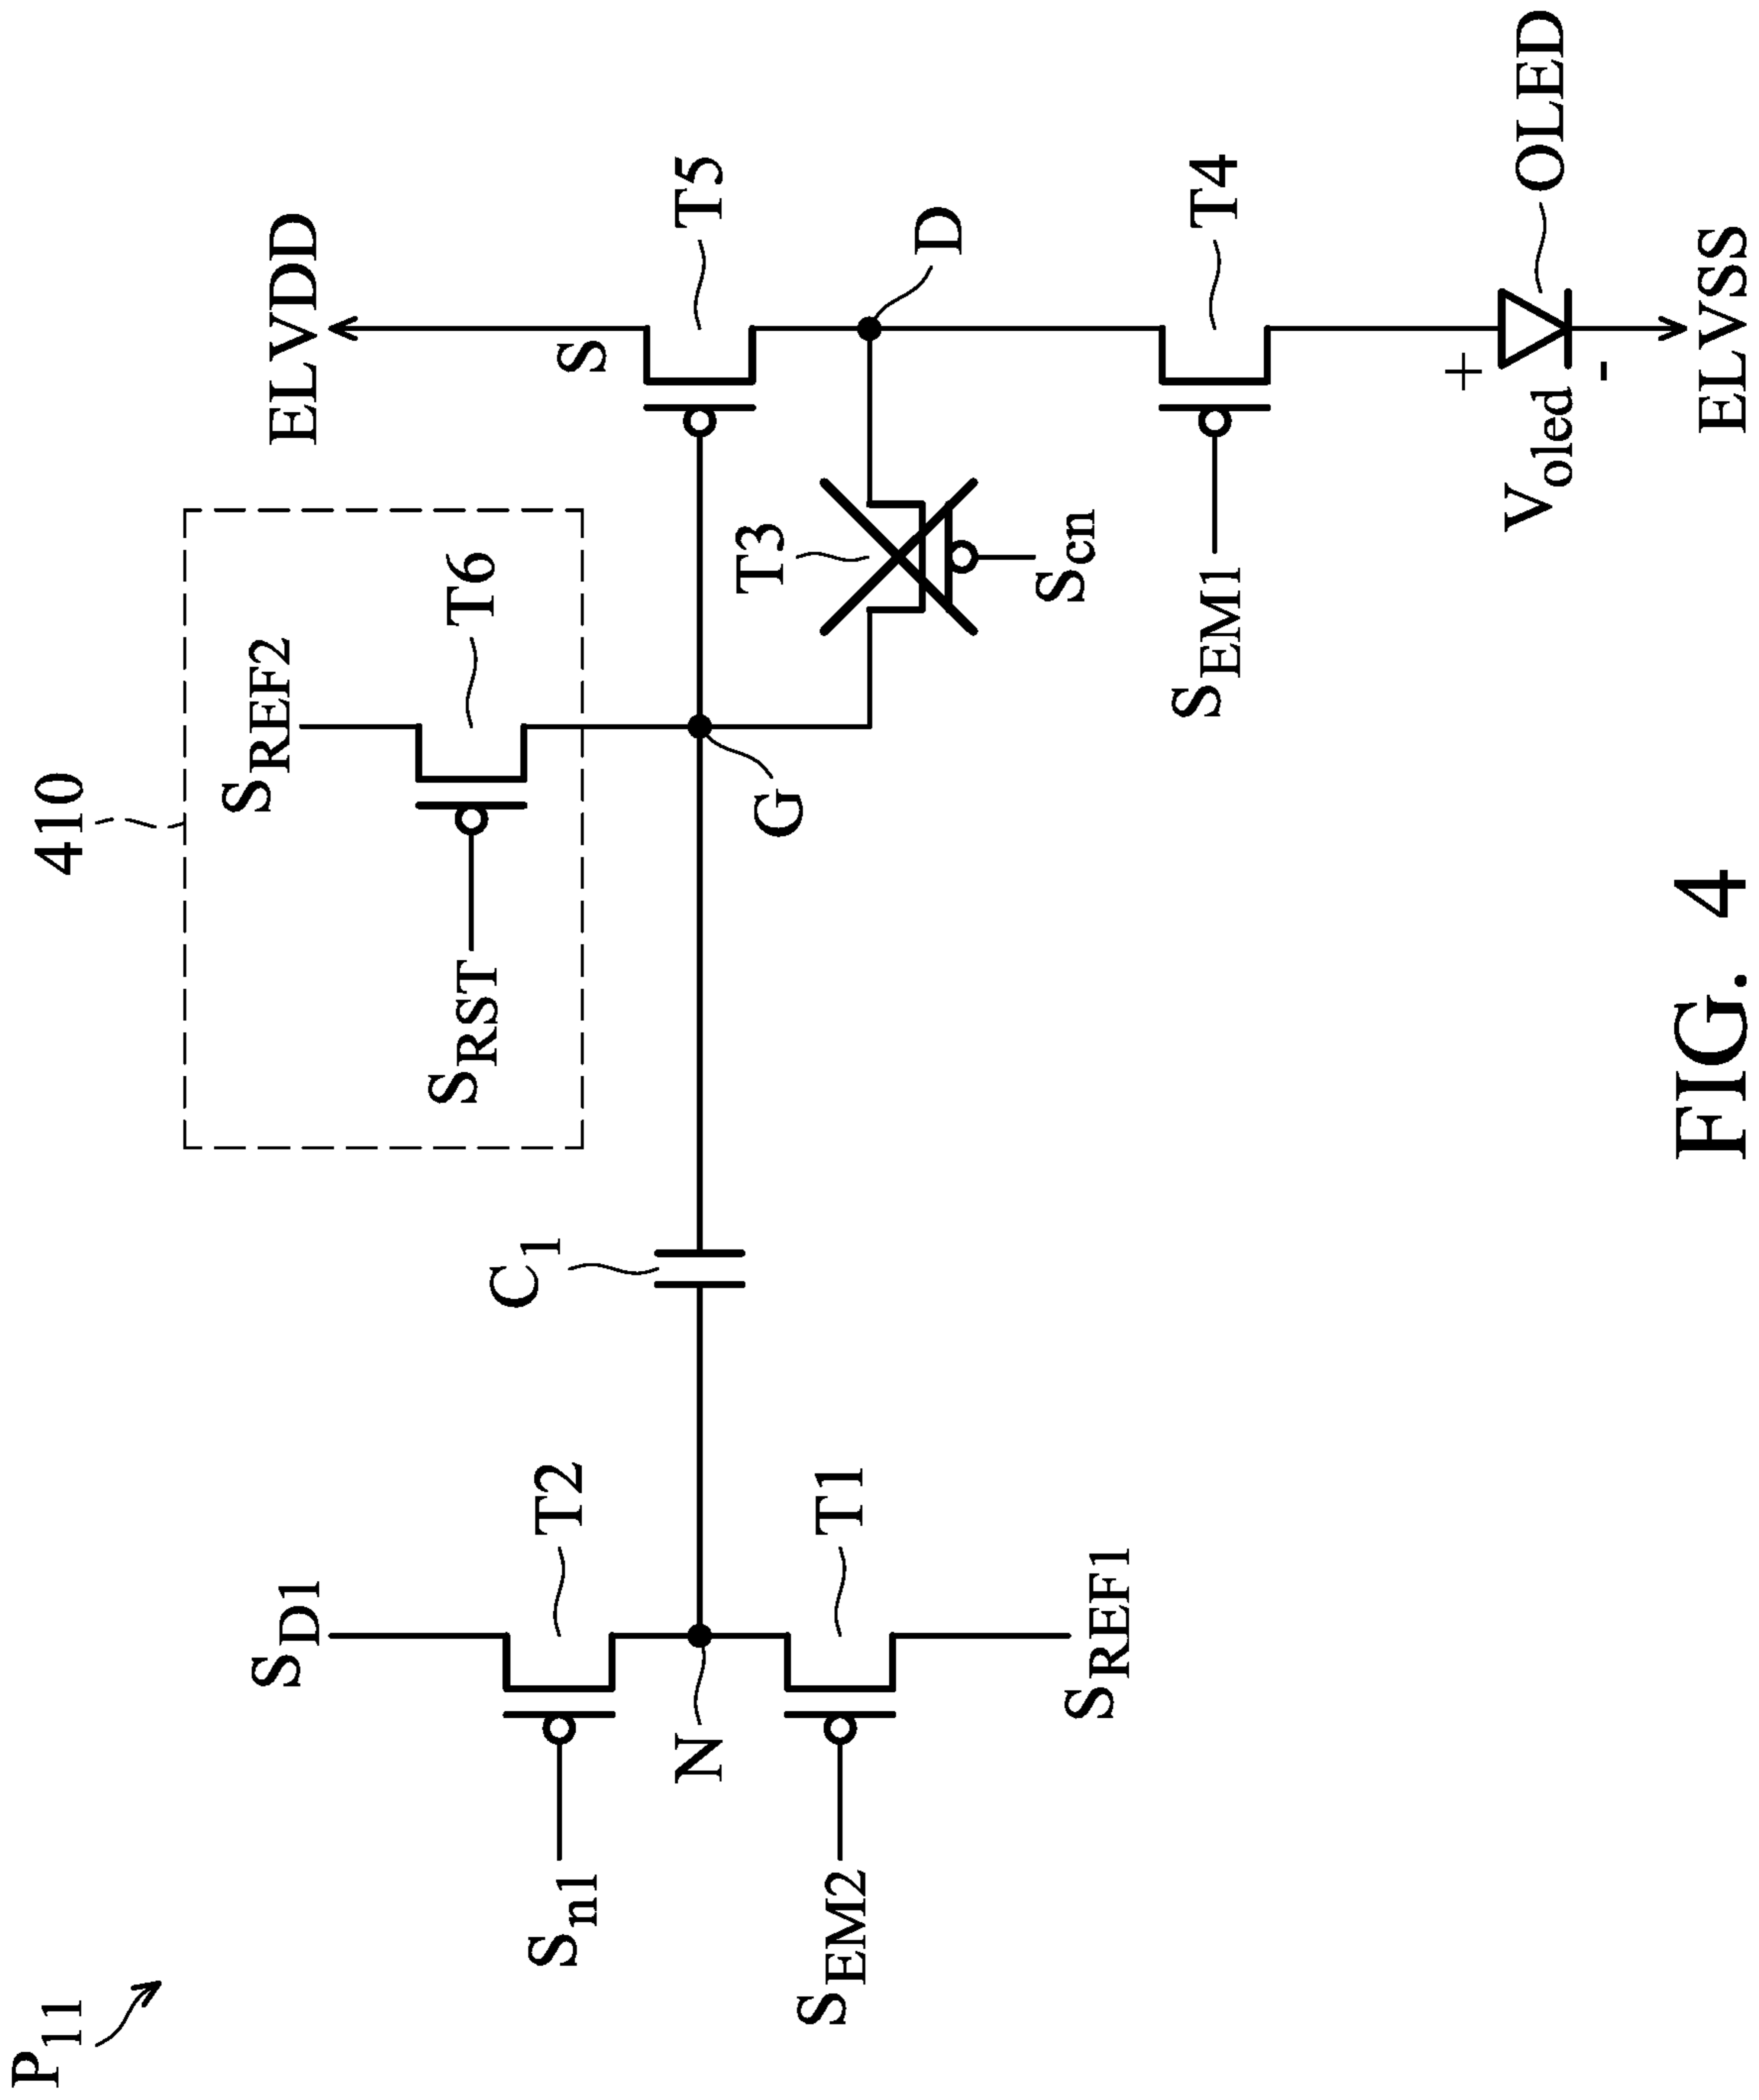 P11
410
SREF2
T6
SRST
ELVDD
S
T5
D
T3
Scn
G
C1
SD1
T2
Sn1
N
T1
SEM2
SREF1
T4
SEM1
OLED
+
Voled
-
ELVSS
FIG. 4